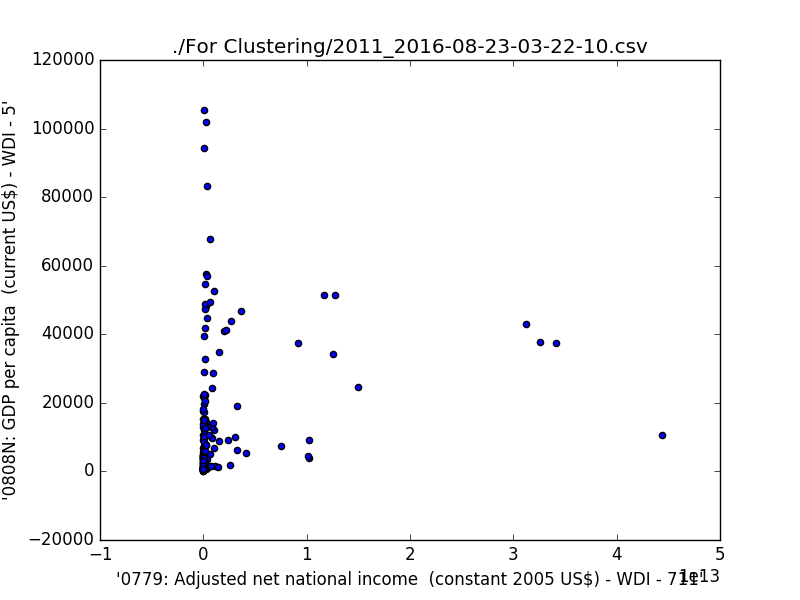 ./For Clustering/2011_2016-08-23-03-22-10.csv
120000
100000
80000
60000
40000
20000
0
−20000
'0808N: GDP per capita  (current US$) - WDI - 5'
−1 0 1 2 3 4 5
1e13
'0779: Adjusted net national income  (constant 2005 US$) - WDI - 711'